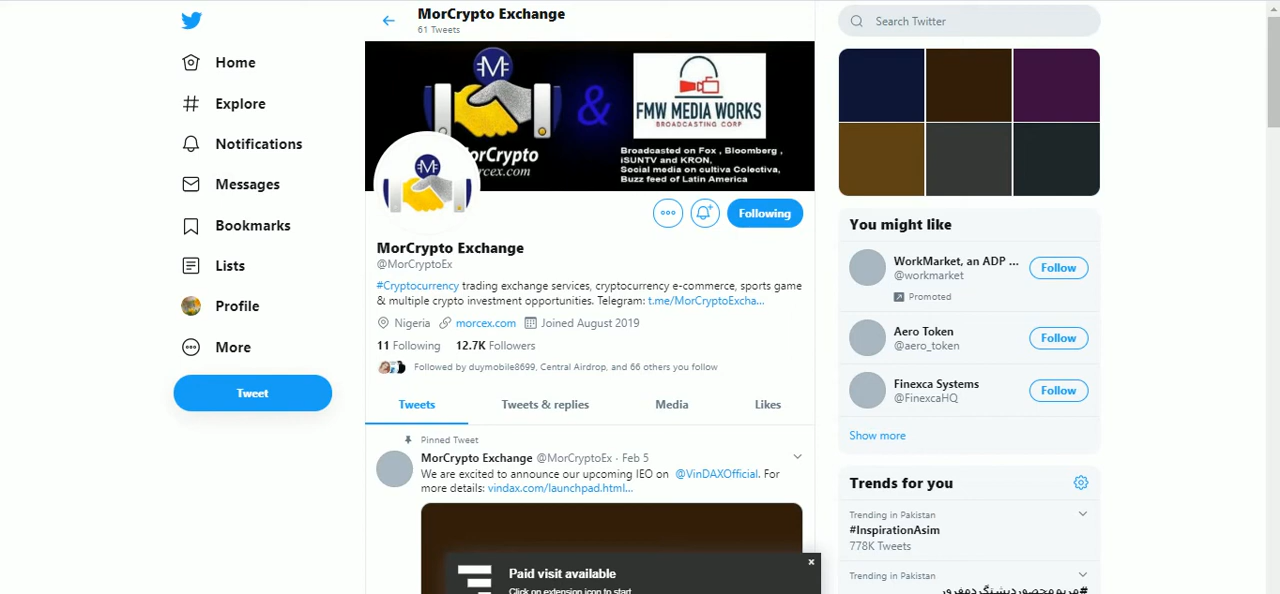 MorCrypto Exchange
61 Tweets
Search Twitter
Home
Explore
Notifications
Messages
Bookmarks
Lists
Profile
More
Tweet
&
FMW MEDIA WORKS
BROADCASTING CORP
MorCrypto
morcex.com
Broadcasted on Fox , Bloomberg ,
iSUNTV and KRON,
Social media on cultiva Colectiva,
Buzz feed of Latin America
Following
MorCrypto Exchange
@MorCryptoEx
#Cryptocurrency trading exchange services, cryptocurrency e-commerce, sports game
& multiple crypto investment opportunities. Telegram: t.me/MorCryptoExcha...
Nigeria morcex.com Joined August 2019
11 Following 12.7K Followers
Followed by duymobile8699, Central Airdrop, and 66 others you follow
Tweets Tweets & replies Media Likes
Pinned Tweet
MorCrypto Exchange @MorCryptoEx · Feb 5
We are excited to announce our upcoming IEO on @VinDAXOfficial. For
more details: vindax.com/launchpad.html...
Paid visit available
x
Click on extension icon to start
You might like
WorkMarket, an ADP ...
@workmarket
Follow
Promoted
Aero Token
@aero_token
Follow
Finexca Systems
@FinexcaHQ
Follow
Show more
Trends for you
Trending in Pakistan
#InspirationAsim
778K Tweets
Trending in Pakistan